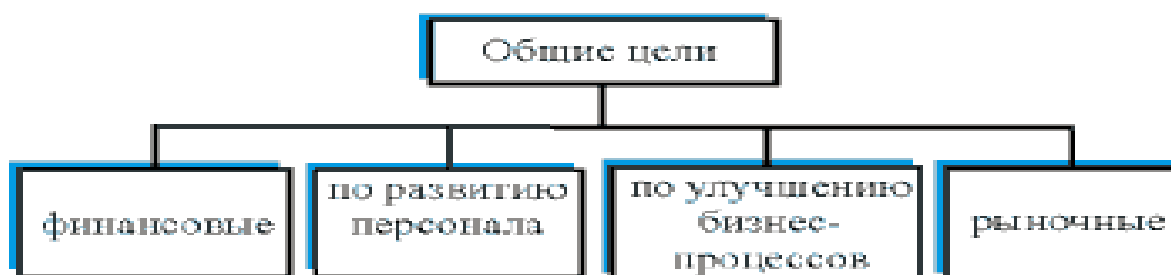 Общие цели
финансовые
по развитию
персонала
по улучшению
бизнес-
процессов
рыночные